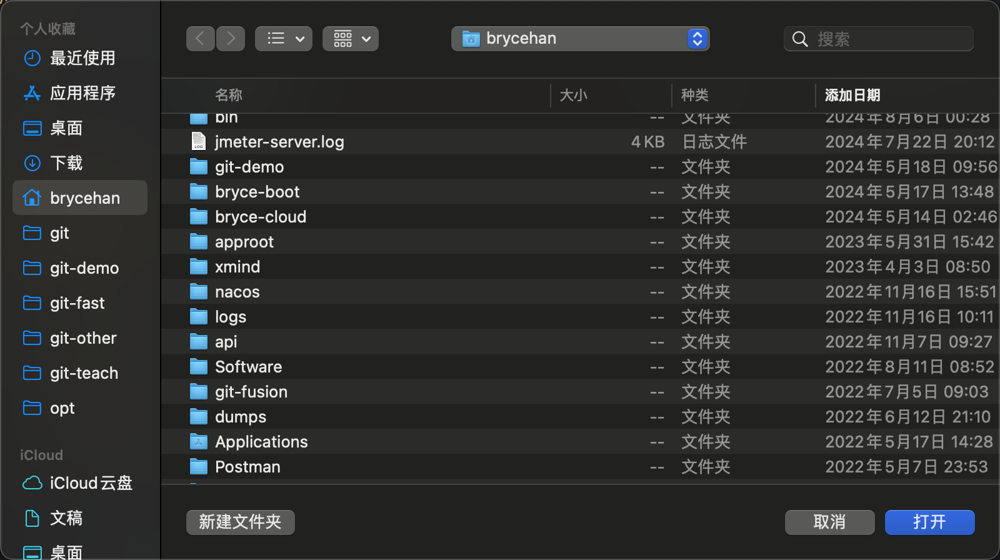 个人收藏
最近使用
应用程序
桌面
下载
brycehan
git
git-demo
git-fast
git-other
git-teach
opt
iCloud
iCloud云盘
文稿
桌面
brycehan
搜索
名称 大小 种类 添加日期
bin -- 文件夹 2024年8月6日 00:28
LOG jmeter-server.log 4 KB 日志文件 2024年7月22日 20:12
git-demo -- 文件夹 2024年5月18日 09:56
bryce-boot -- 文件夹 2024年5月17日 13:48
bryce-cloud -- 文件夹 2024年5月14日 02:46
approot -- 文件夹 2023年5月31日 15:42
xmind -- 文件夹 2023年4月3日 08:50
nacos -- 文件夹 2022年11月16日 15:51
logs -- 文件夹 2022年11月16日 10:11
api -- 文件夹 2022年11月7日 09:27
Software -- 文件夹 2022年8月11日 08:52
git-fusion -- 文件夹 2022年7月5日 09:03
dumps -- 文件夹 2022年6月12日 21:10
Applications -- 文件夹 2022年5月17日 14:28
Postman -- 文件夹 2022年5月7日 23:53
新建文件夹 取消 打开